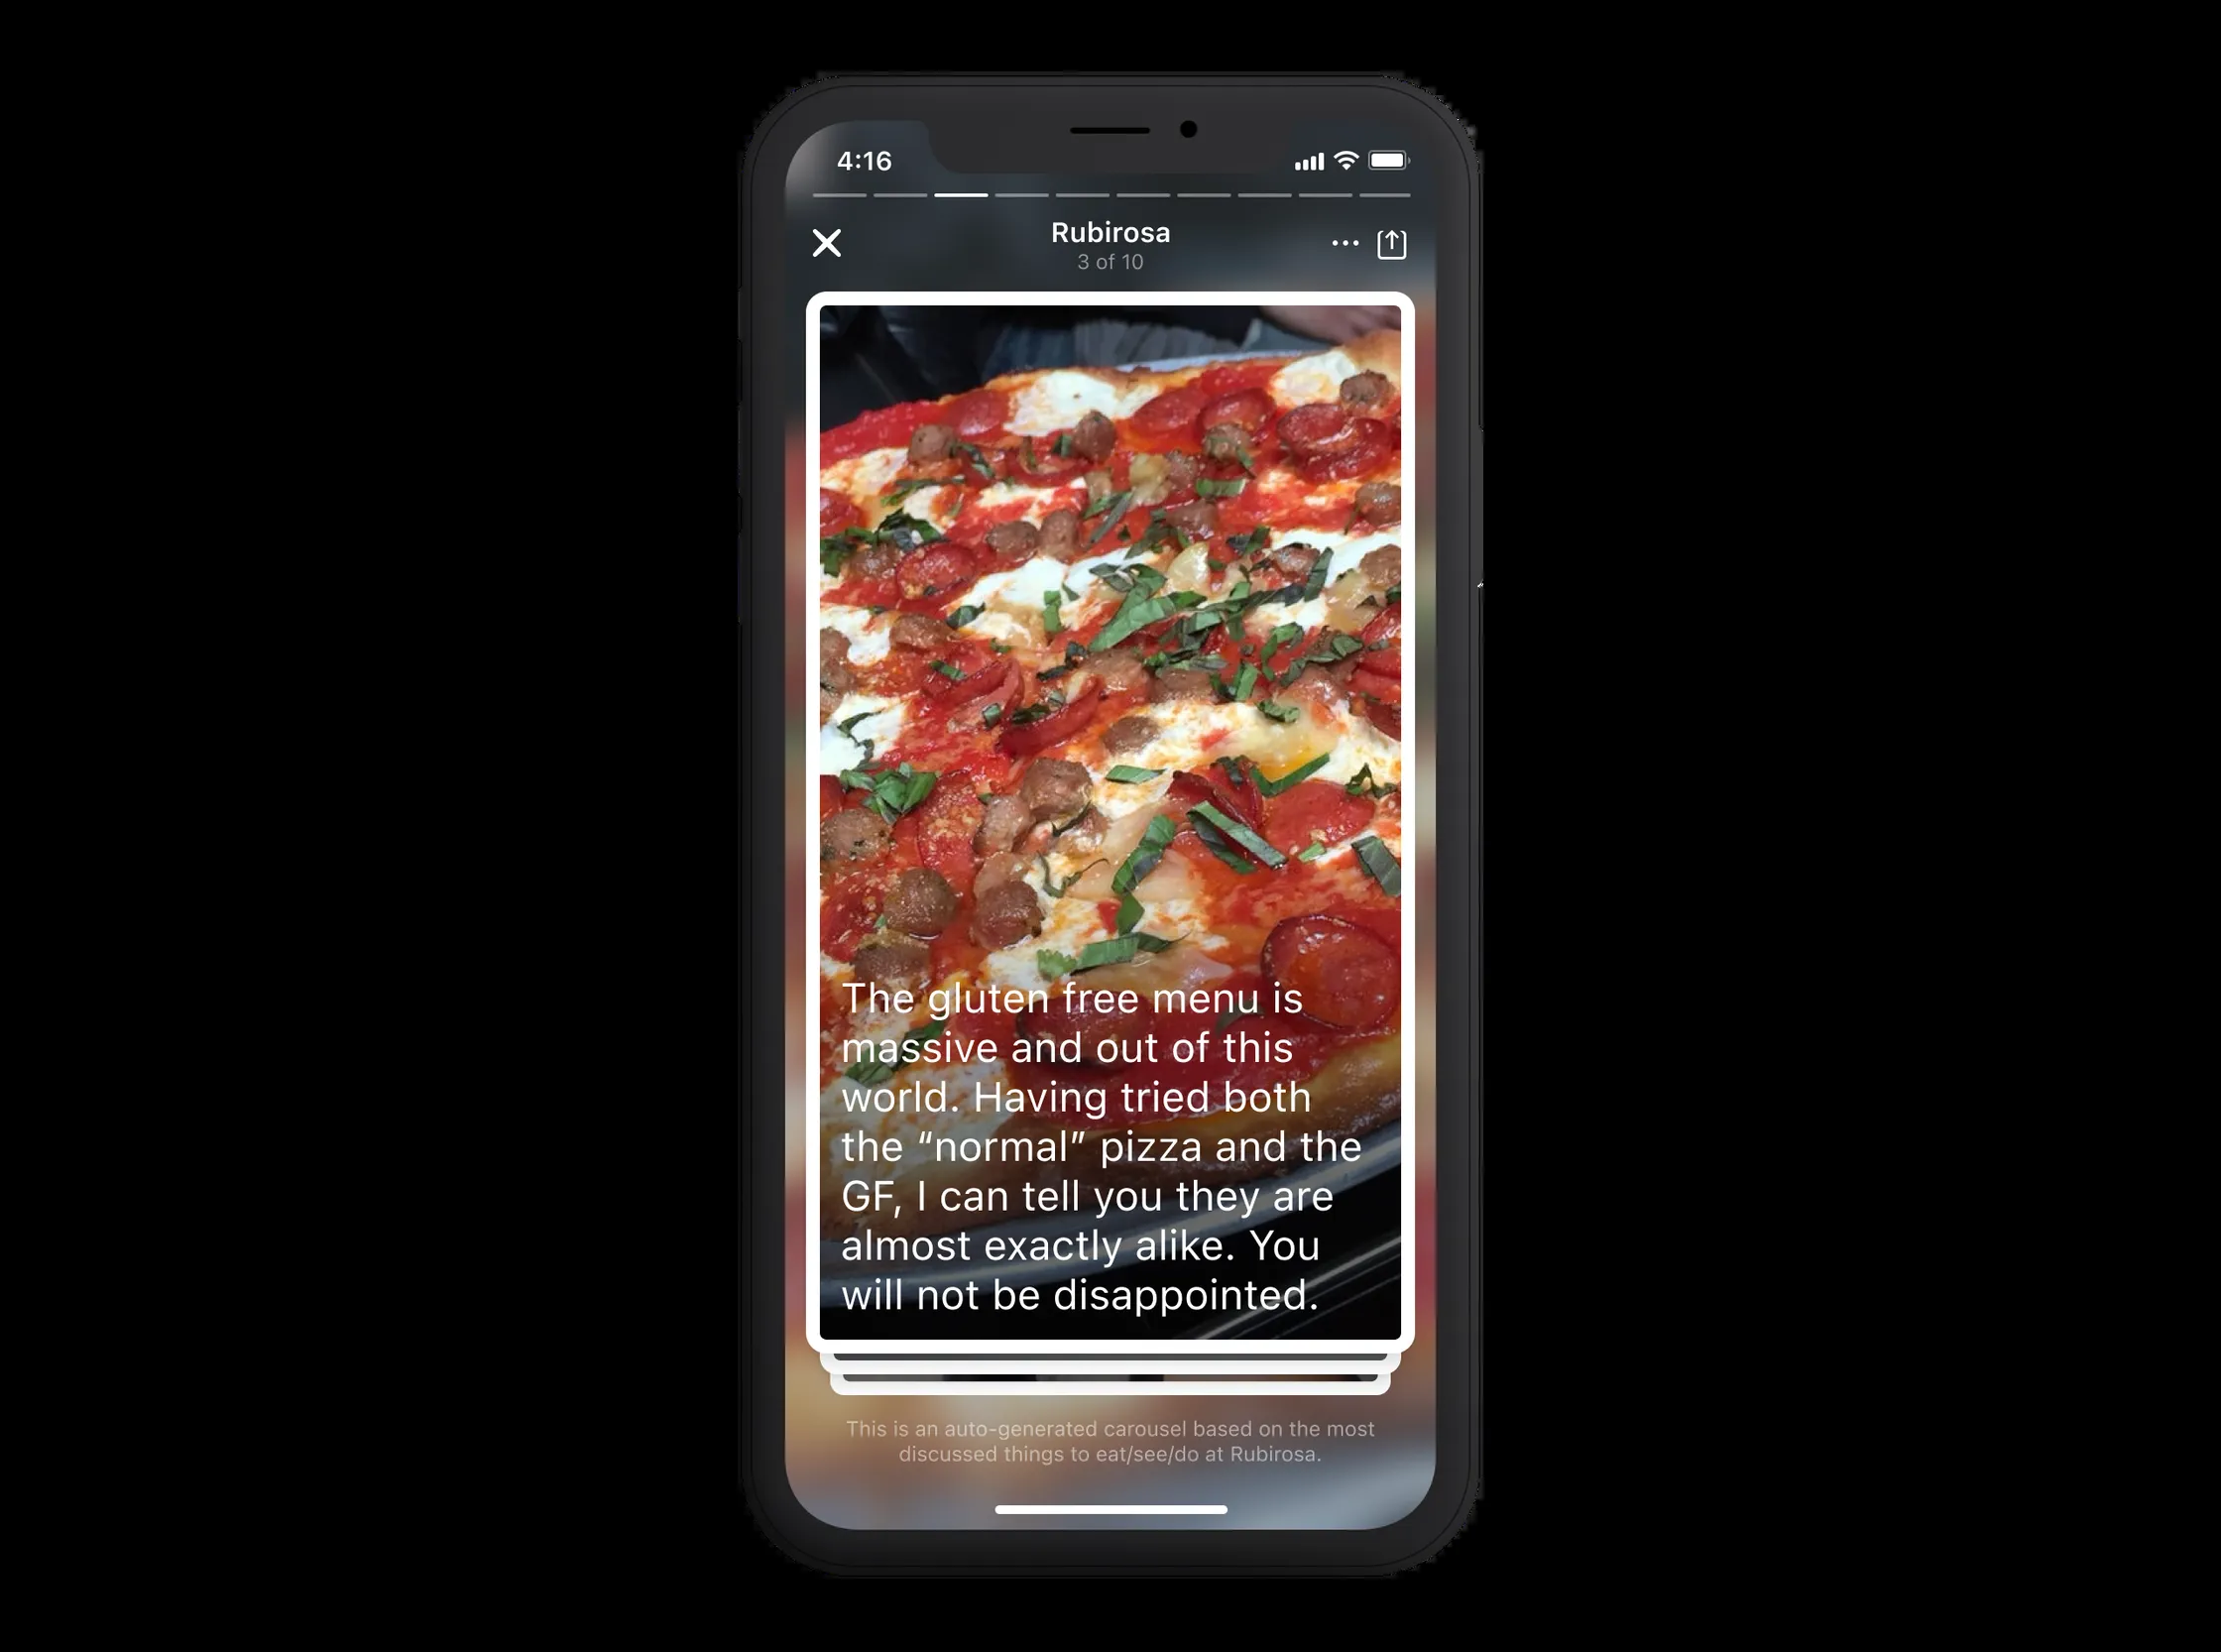 4:16
Rubirosa
3 of 10
The gluten free menu is
massive and out of this
world. Having tried both
the “normal” pizza and the
GF, I can tell you they are
almost exactly alike. You
will not be disappointed.
This is an auto-generated carousel based on the most
discussed things to eat/see/do at Rubirosa.